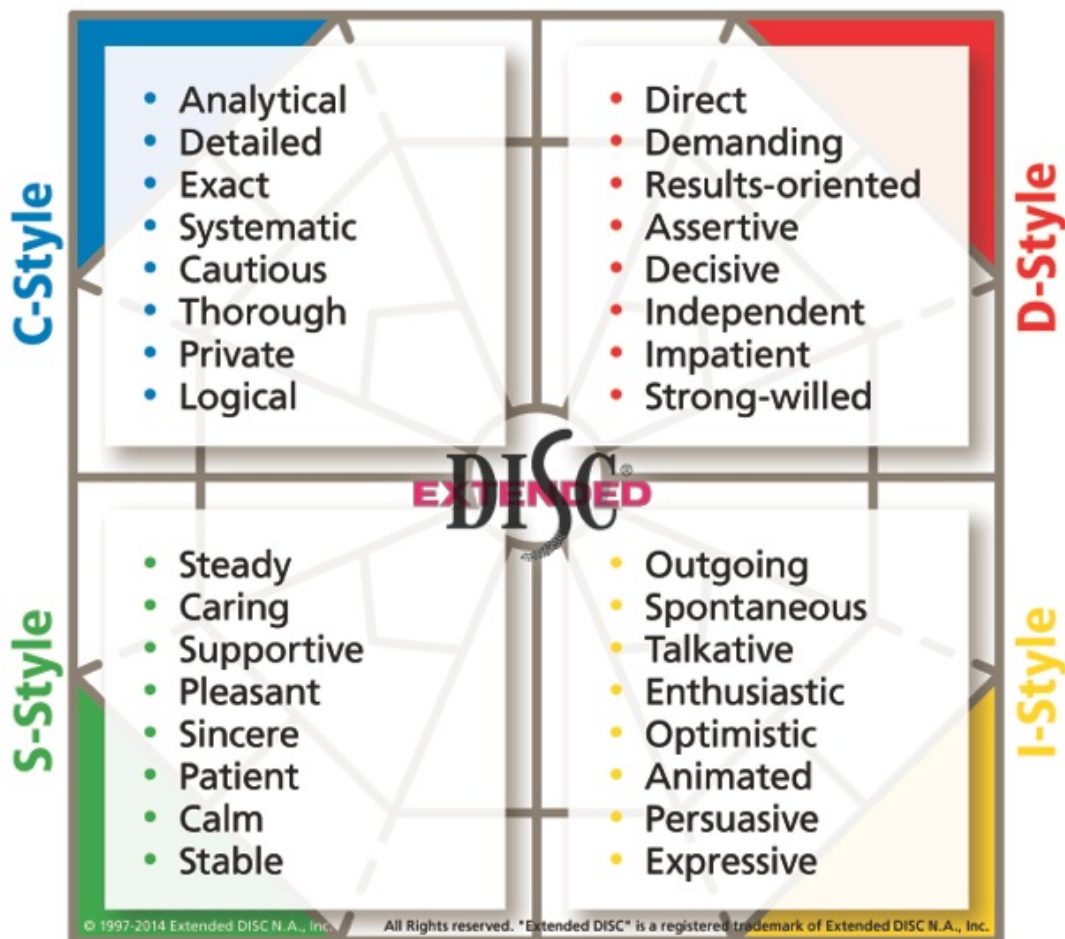 C-Style
• Analytical
• Detailed
• Exact
• Systematic
• Cautious
• Thorough
• Private
• Logical
D-Style
• Direct
• Demanding
• Results-oriented
• Assertive
• Decisive
• Independent
• Impatient
• Strong-willed
DISC®
EXTENDED
S-Style
• Steady
• Caring
• Supportive
• Pleasant
• Sincere
• Patient
• Calm
• Stable
I-Style
• Outgoing
• Spontaneous
• Talkative
• Enthusiastic
• Optimistic
• Animated
• Persuasive
• Expressive
© 1997-2014 Extended DISC N.A., Inc. All Rights reserved. "Extended DISC" is a registered trademark of Extended DISC N.A., Inc.